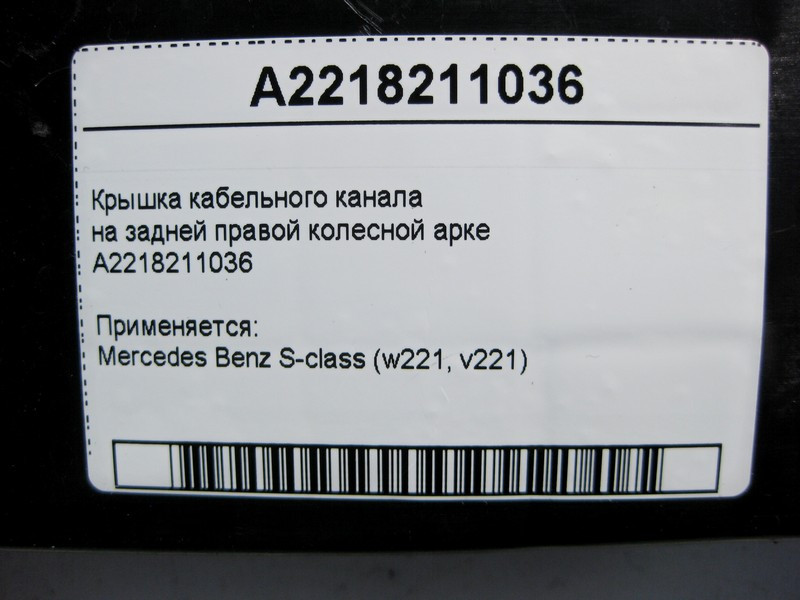 A2218211036
Крышка кабельного канала
на задней правой колесной арке
A2218211036
Применяется:
Mercedes Benz S-class (w221, v221)